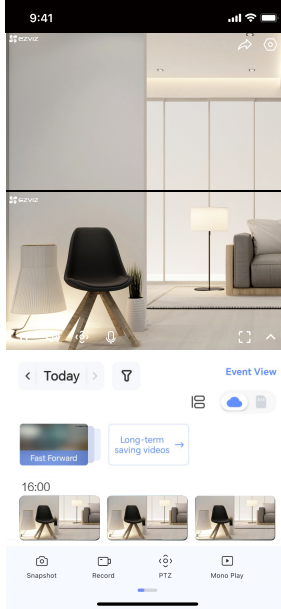 9:41
EZVIZ
EZVIZ
Today
Event View
Fast Forward
Long-term
saving videos
16:00
Snapshot
Record
PTZ
Mono Play